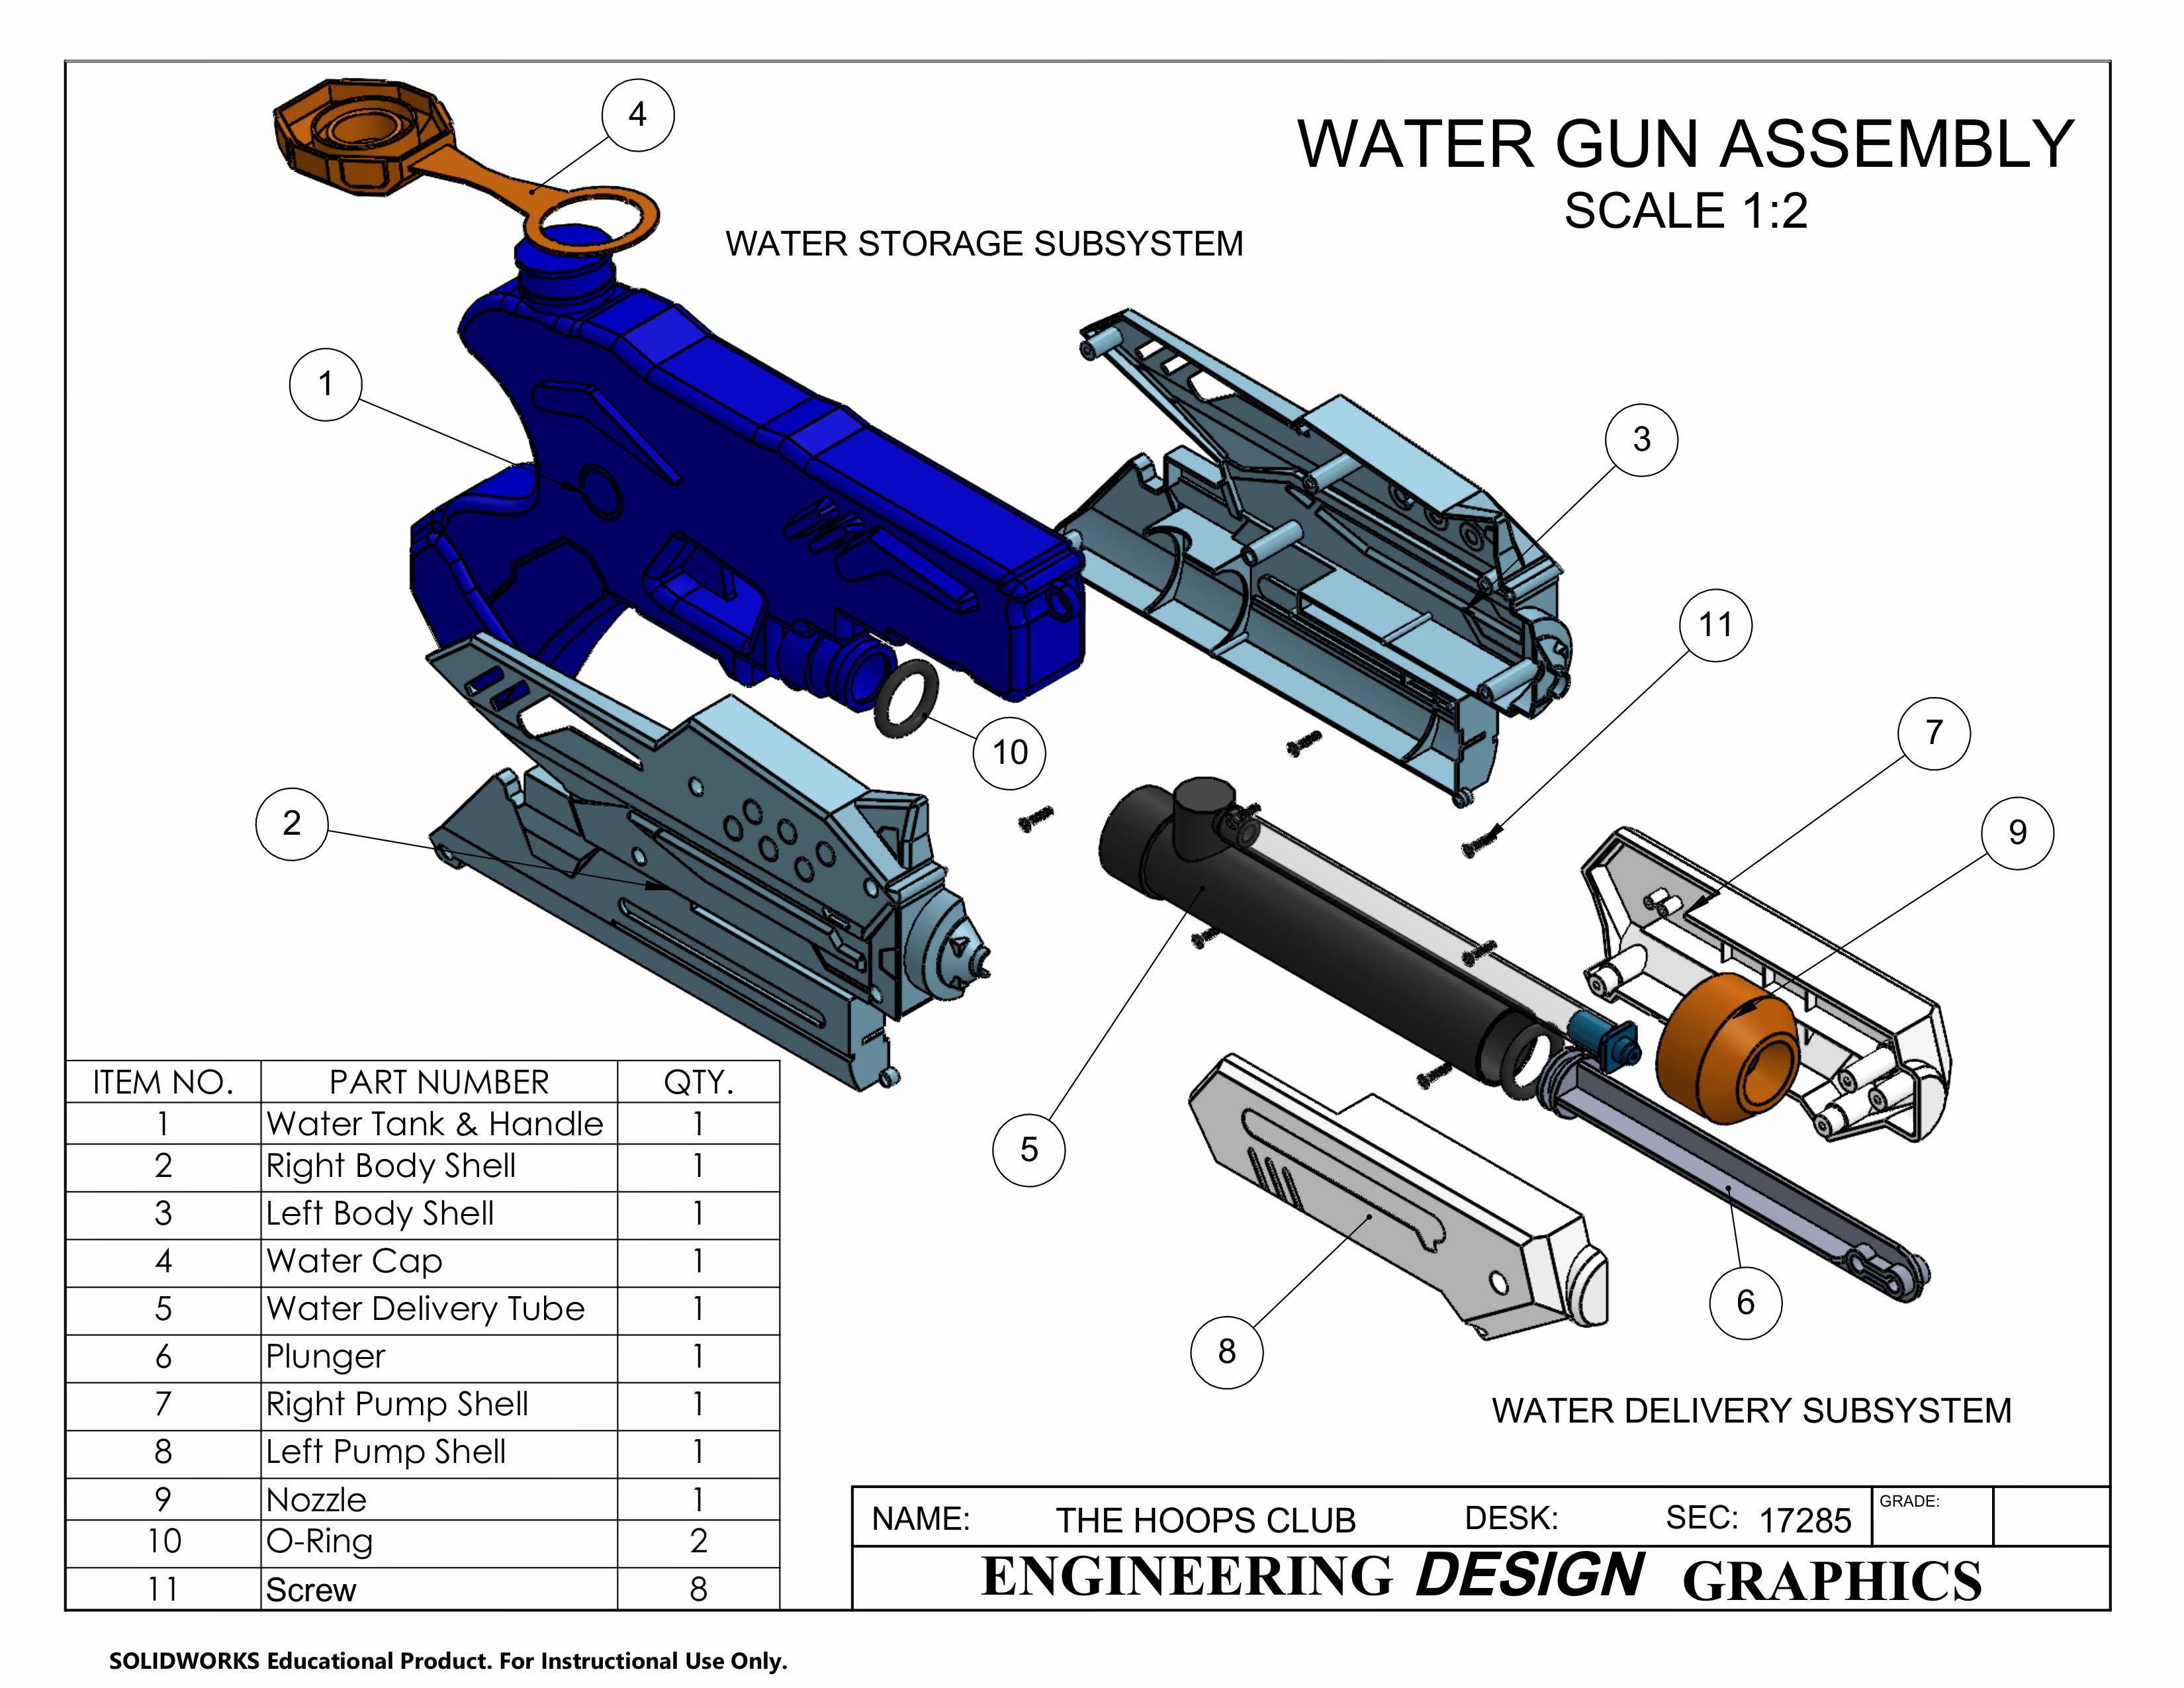 WATER GUN ASSEMBLY
SCALE 1:2
WATER STORAGE SUBSYSTEM
4
1
3
11
10
7
2
9
5
6
8
WATER DELIVERY SUBSYSTEM
ITEM NO. PART NUMBER QTY.
1 Water Tank & Handle 1
2 Right Body Shell 1
3 Left Body Shell 1
4 Water Cap 1
5 Water Delivery Tube 1
6 Plunger 1
7 Right Pump Shell 1
8 Left Pump Shell 1
9 Nozzle 1
10 O-Ring 2
11 Screw 8
NAME: THE HOOPS CLUB DESK: SEC: 17285 GRADE:
ENGINEERING DESIGN GRAPHICS
SOLIDWORKS Educational Product. For Instructional Use Only.